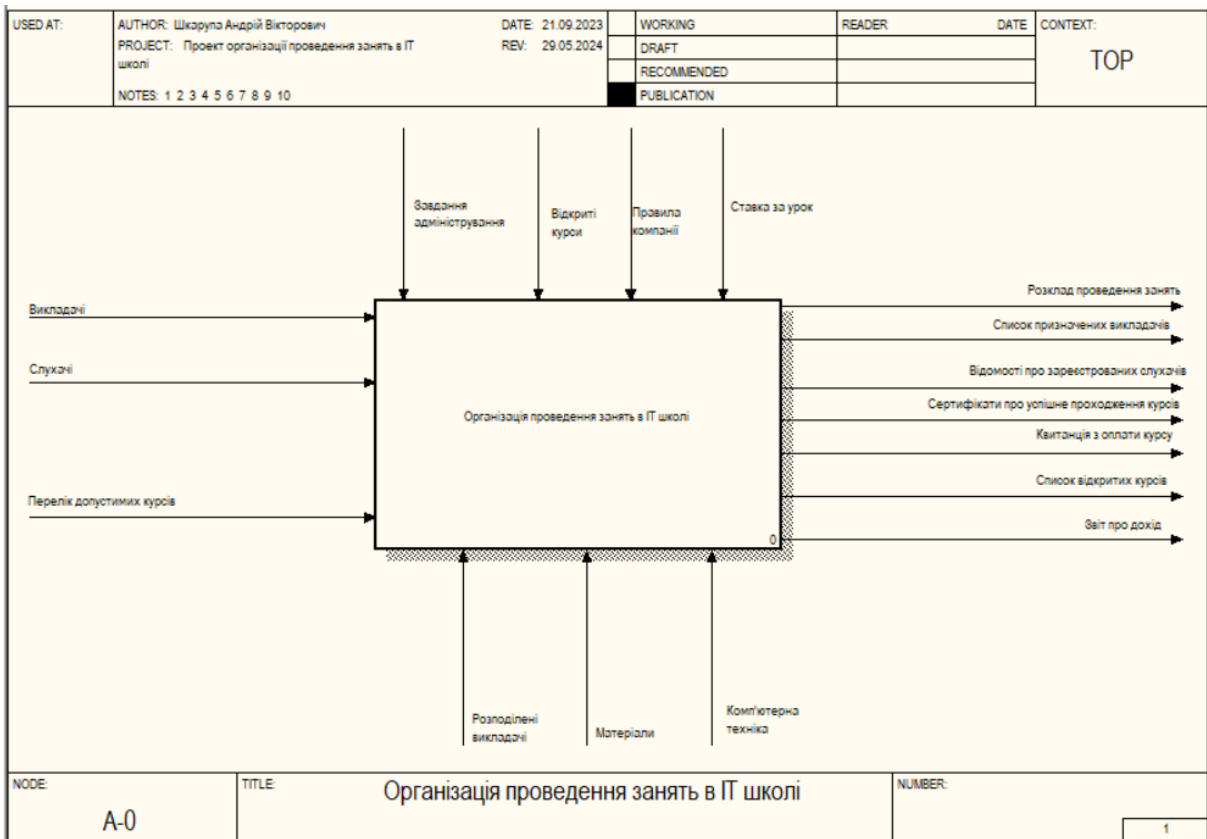 USED AT:
AUTHOR: Шкарупа Андрій Вікторович
DATE: 21.09.2023
PROJECT: Проект організації проведення занять в ІТ
школі
REV: 29.05.2024
NOTES: 1 2 3 4 5 6 7 8 9 10
WORKING
DRAFT
RECOMMENDED
PUBLICATION
READER
DATE
CONTEXT:
TOP
Завдання
адміністрування
Відкриті
курси
Правила
компанії
Ставка за урок
Викладачі
Слухачі
Перелік допустимих курсів
Організація проведення занять в ІТ школі
0
Розклад проведення занять
Список призначених викладачів
Відомості про зареєстрованих слухачів
Сертифікати про успішне проходження курсів
Квитанція з оплати курсу
Список відкритих курсів
Звіт про дохід
Розподілені
викладачі
Матеріали
Комп'ютерна
техніка
NODE:
A-0
TITLE:
Організація проведення занять в ІТ школі
NUMBER:
1